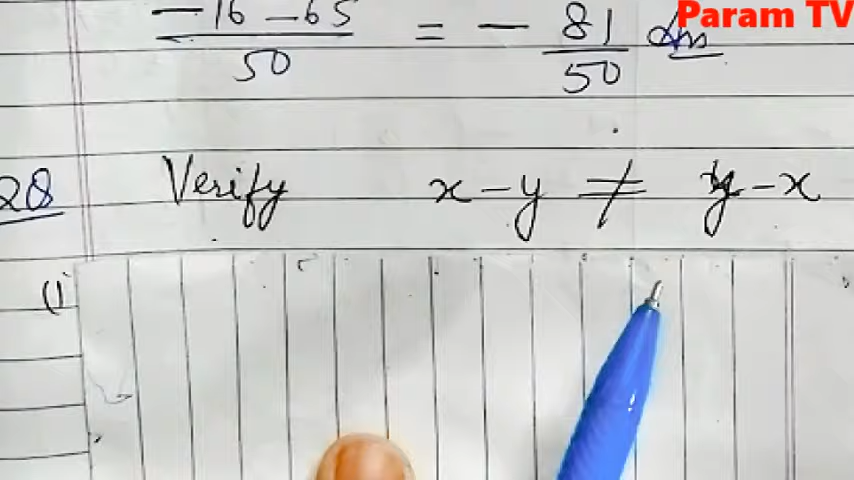 Param TV
-16 - 65 / 50 = - 81 / 50 Ans
28 Verify x - y ≠ y - x
(i